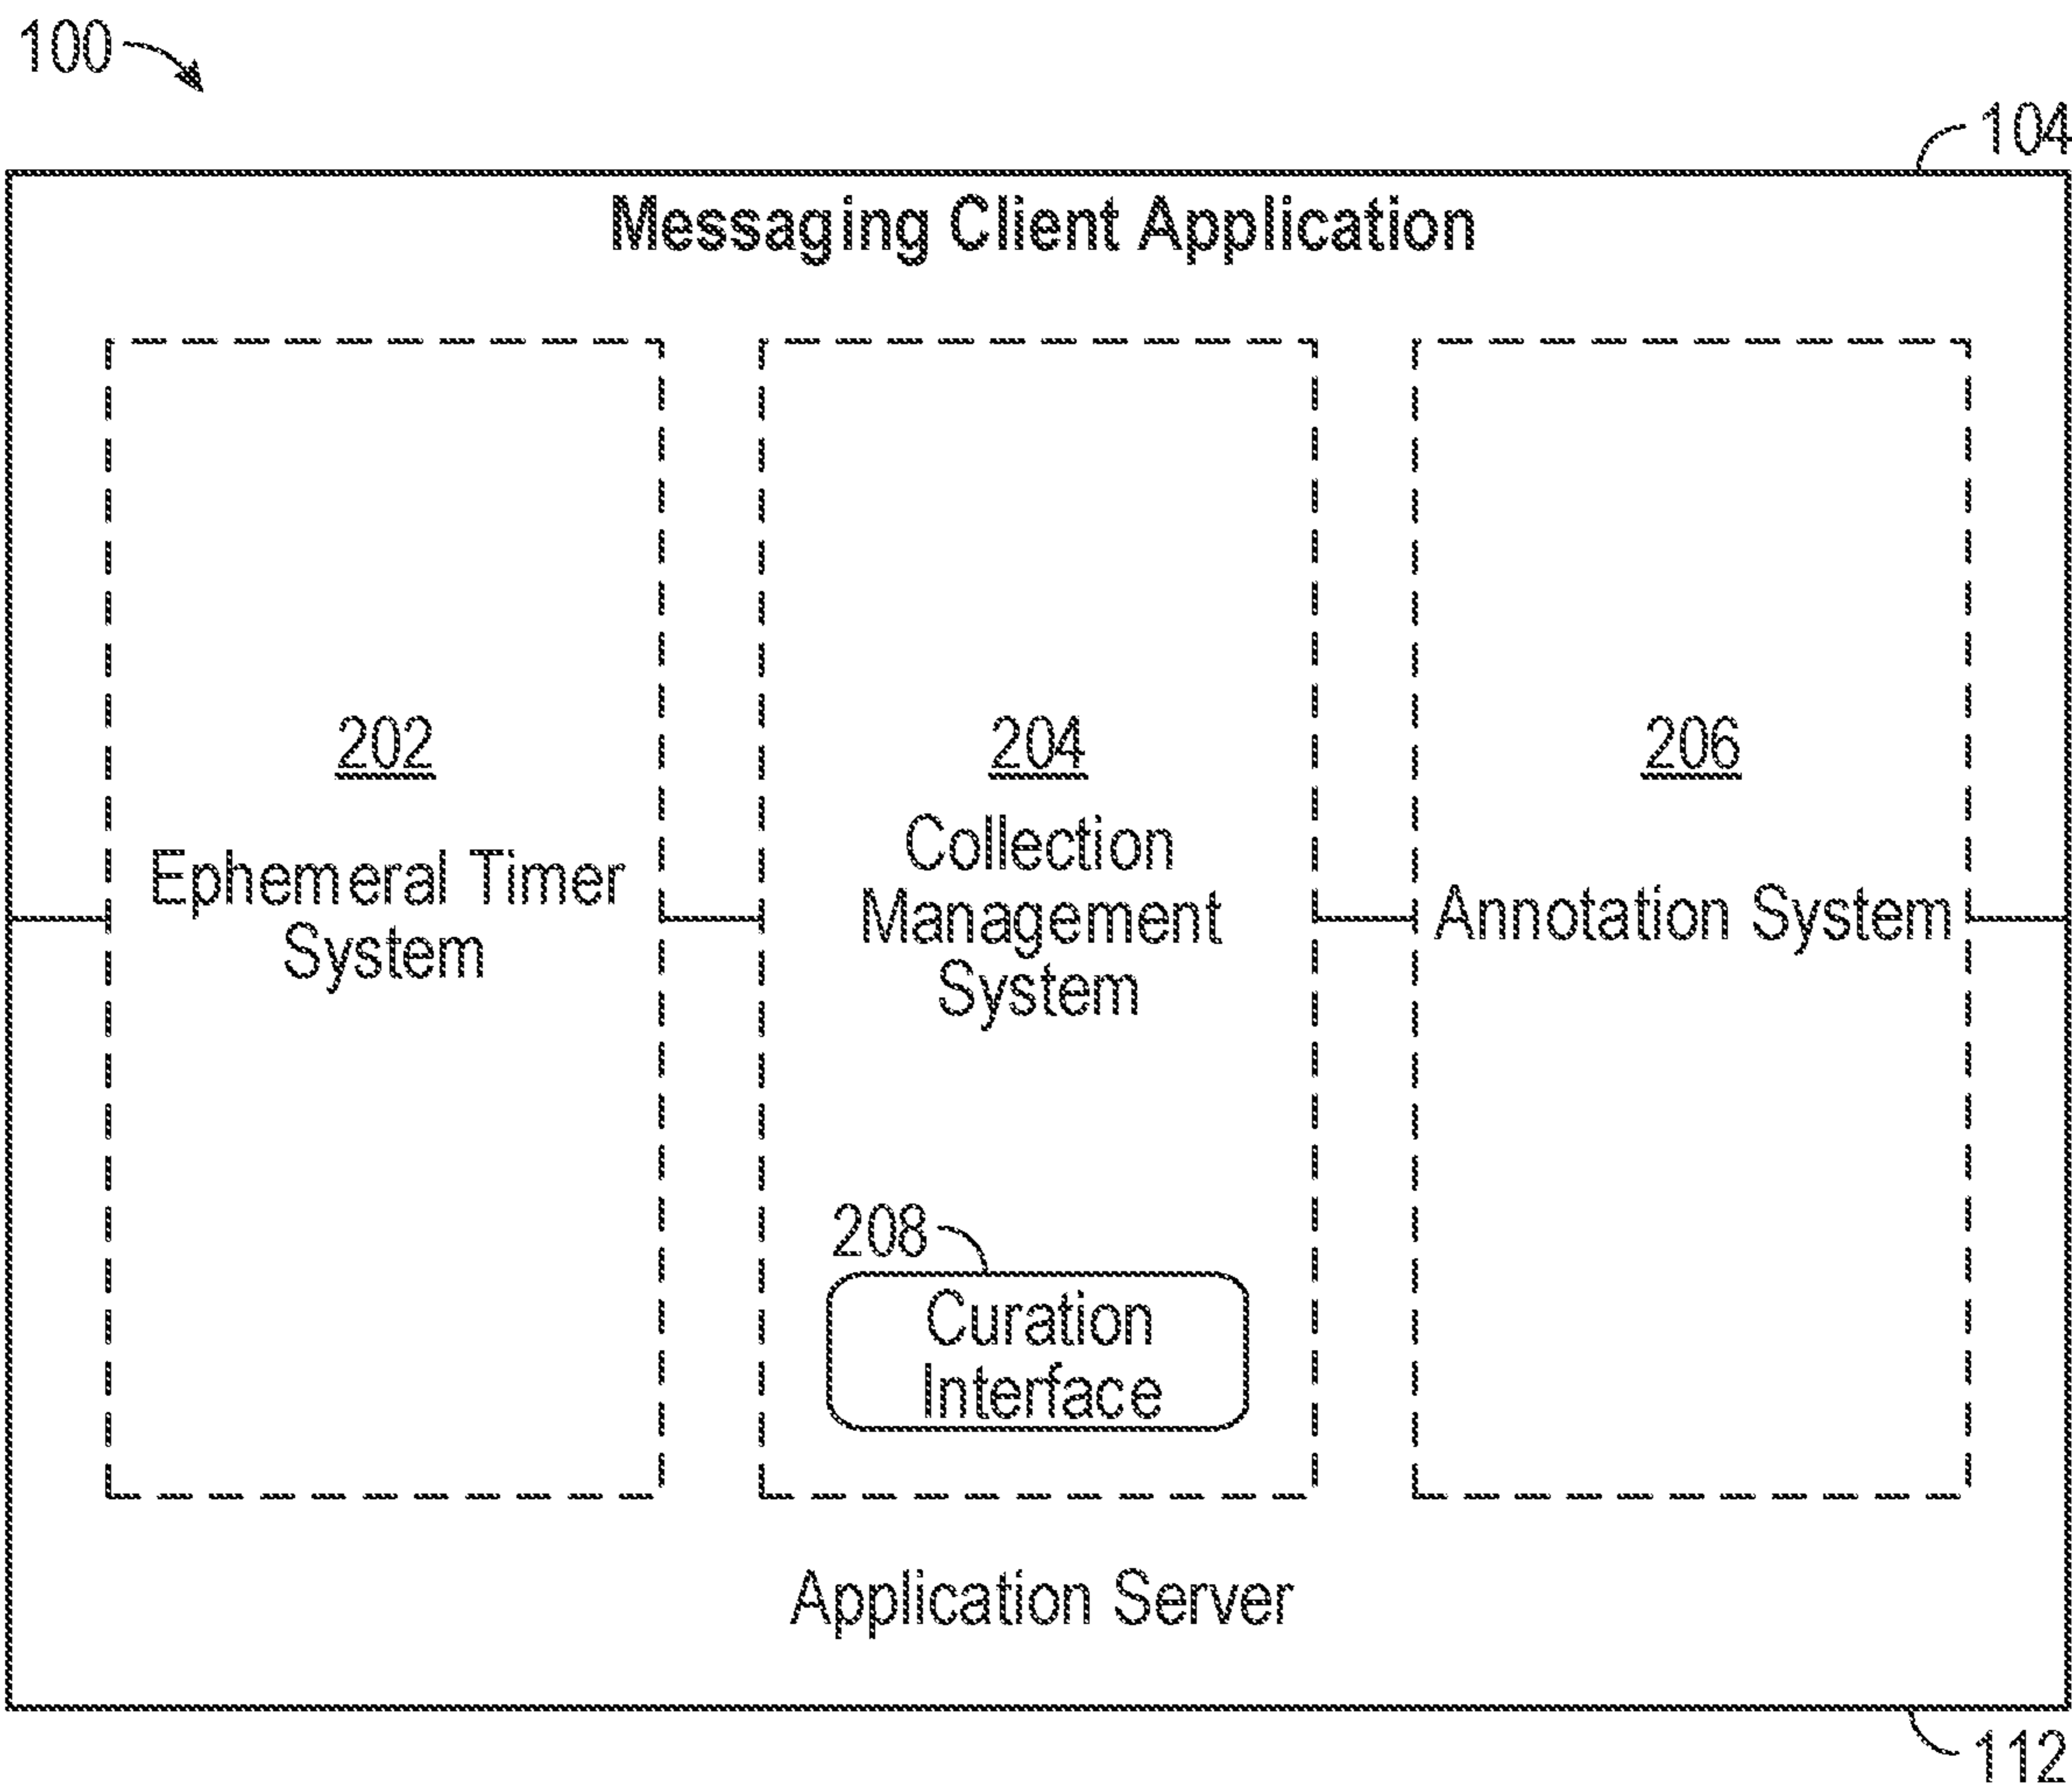 100
104
Messaging Client Application
202
Ephemeral Timer
System
204
Collection
Management
System
206
Annotation System
208
Curation
Interface
Application Server
112